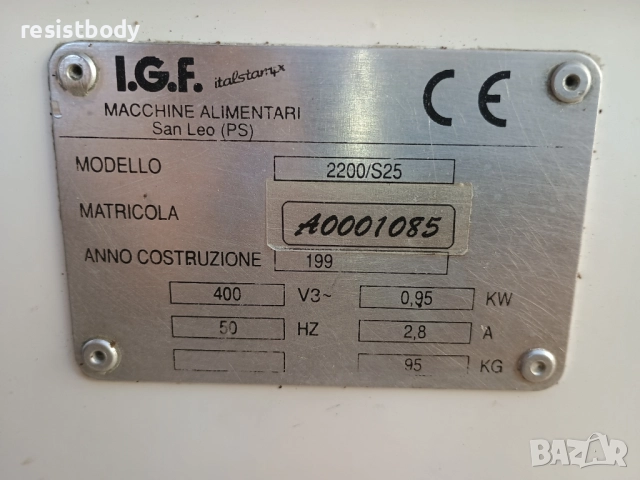 resistbody
I.G.F. italstampx
CE
MACCHINE ALIMENTARI
San Leo (PS)
MODELLO 2200/S25
MATRICOLA A0001085
ANNO COSTRUZIONE 199
400 V3~ 0,95 KW
50 HZ 2,8 A
95 KG
BAZAR